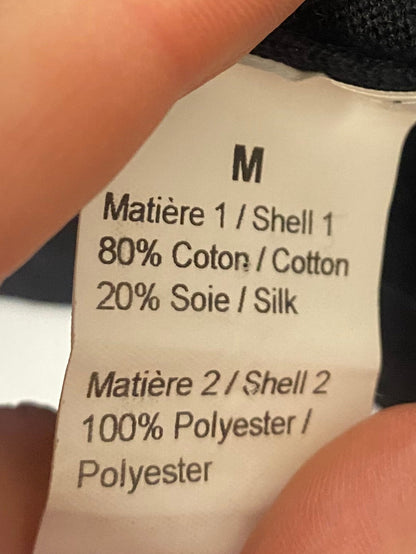 M
Matière 1 / Shell 1
80% Coton / Cotton
20% Soie / Silk
Matière 2 / Shell 2
100% Polyester /
Polyester